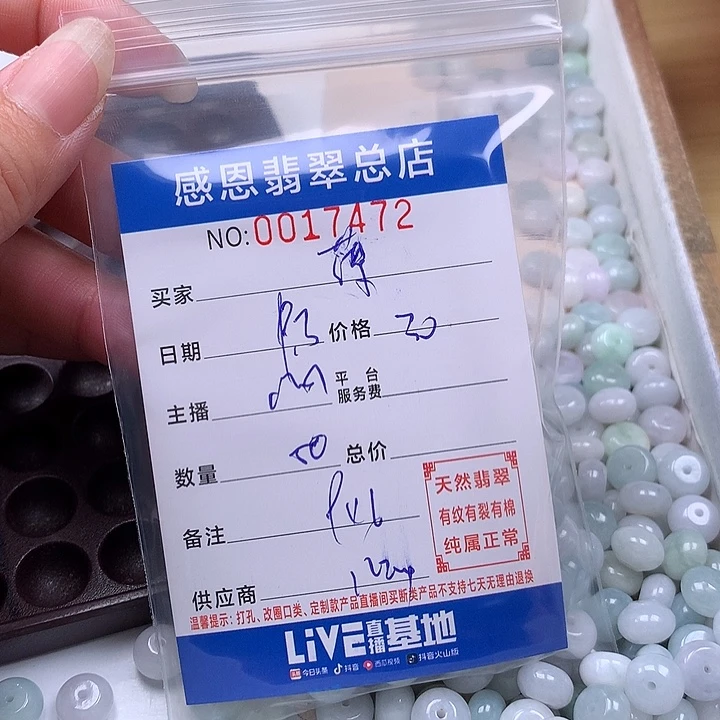 感恩翡翠总店
NO:0017472
买家 薄
日期 价格 20
主播 平台服务费
数量 50 总价
备注
供应商
天然翡翠
有纹有裂有棉
纯属正常
温馨提示：打孔、改圈口类、定制款产品直播间买断类产品不支持七天无理由退换
LiVE直播基地
今日头条 抖音 西瓜视频 抖音火山版